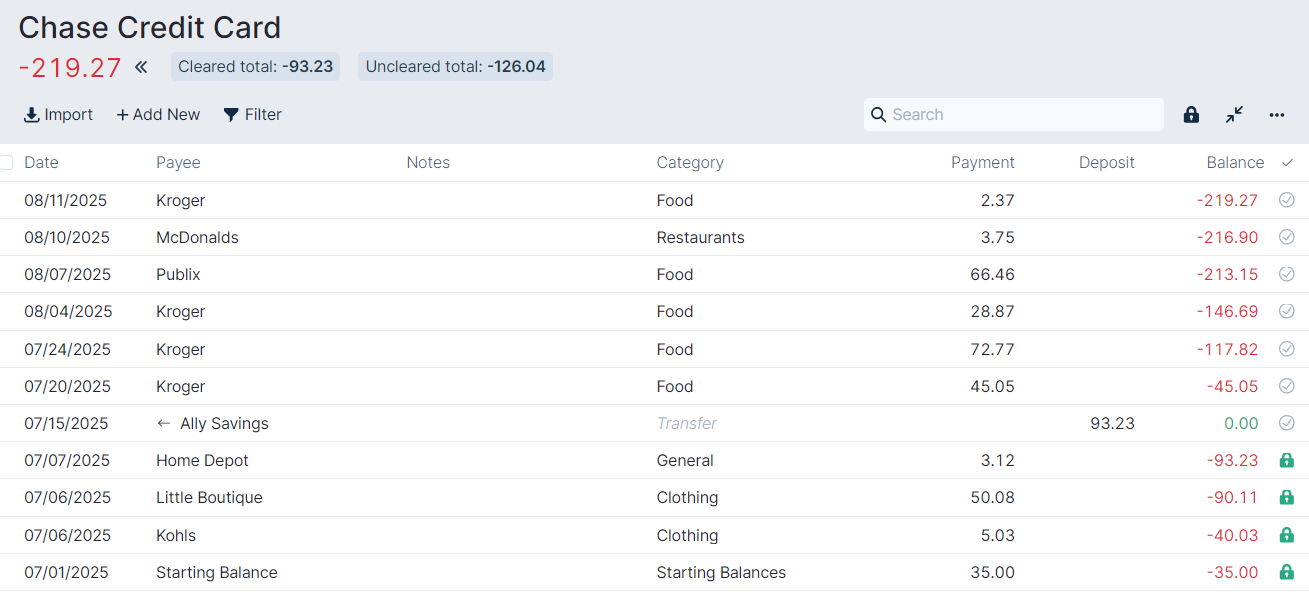 Chase Credit Card
-219.27 Cleared total: -93.23 Uncleared total: -126.04
Import + Add New Filter Search
Date Payee Notes Category Payment Deposit Balance
08/11/2025 Kroger Food 2.37 -219.27
08/10/2025 McDonalds Restaurants 3.75 -216.90
08/07/2025 Publix Food 66.46 -213.15
08/04/2025 Kroger Food 28.87 -146.69
07/24/2025 Kroger Food 72.77 -117.82
07/20/2025 Kroger Food 45.05 -45.05
07/15/2025 ← Ally Savings Transfer 93.23 0.00
07/07/2025 Home Depot General 3.12 -93.23
07/06/2025 Little Boutique Clothing 50.08 -90.11
07/06/2025 Kohls Clothing 5.03 -40.03
07/01/2025 Starting Balance Starting Balances 35.00 -35.00